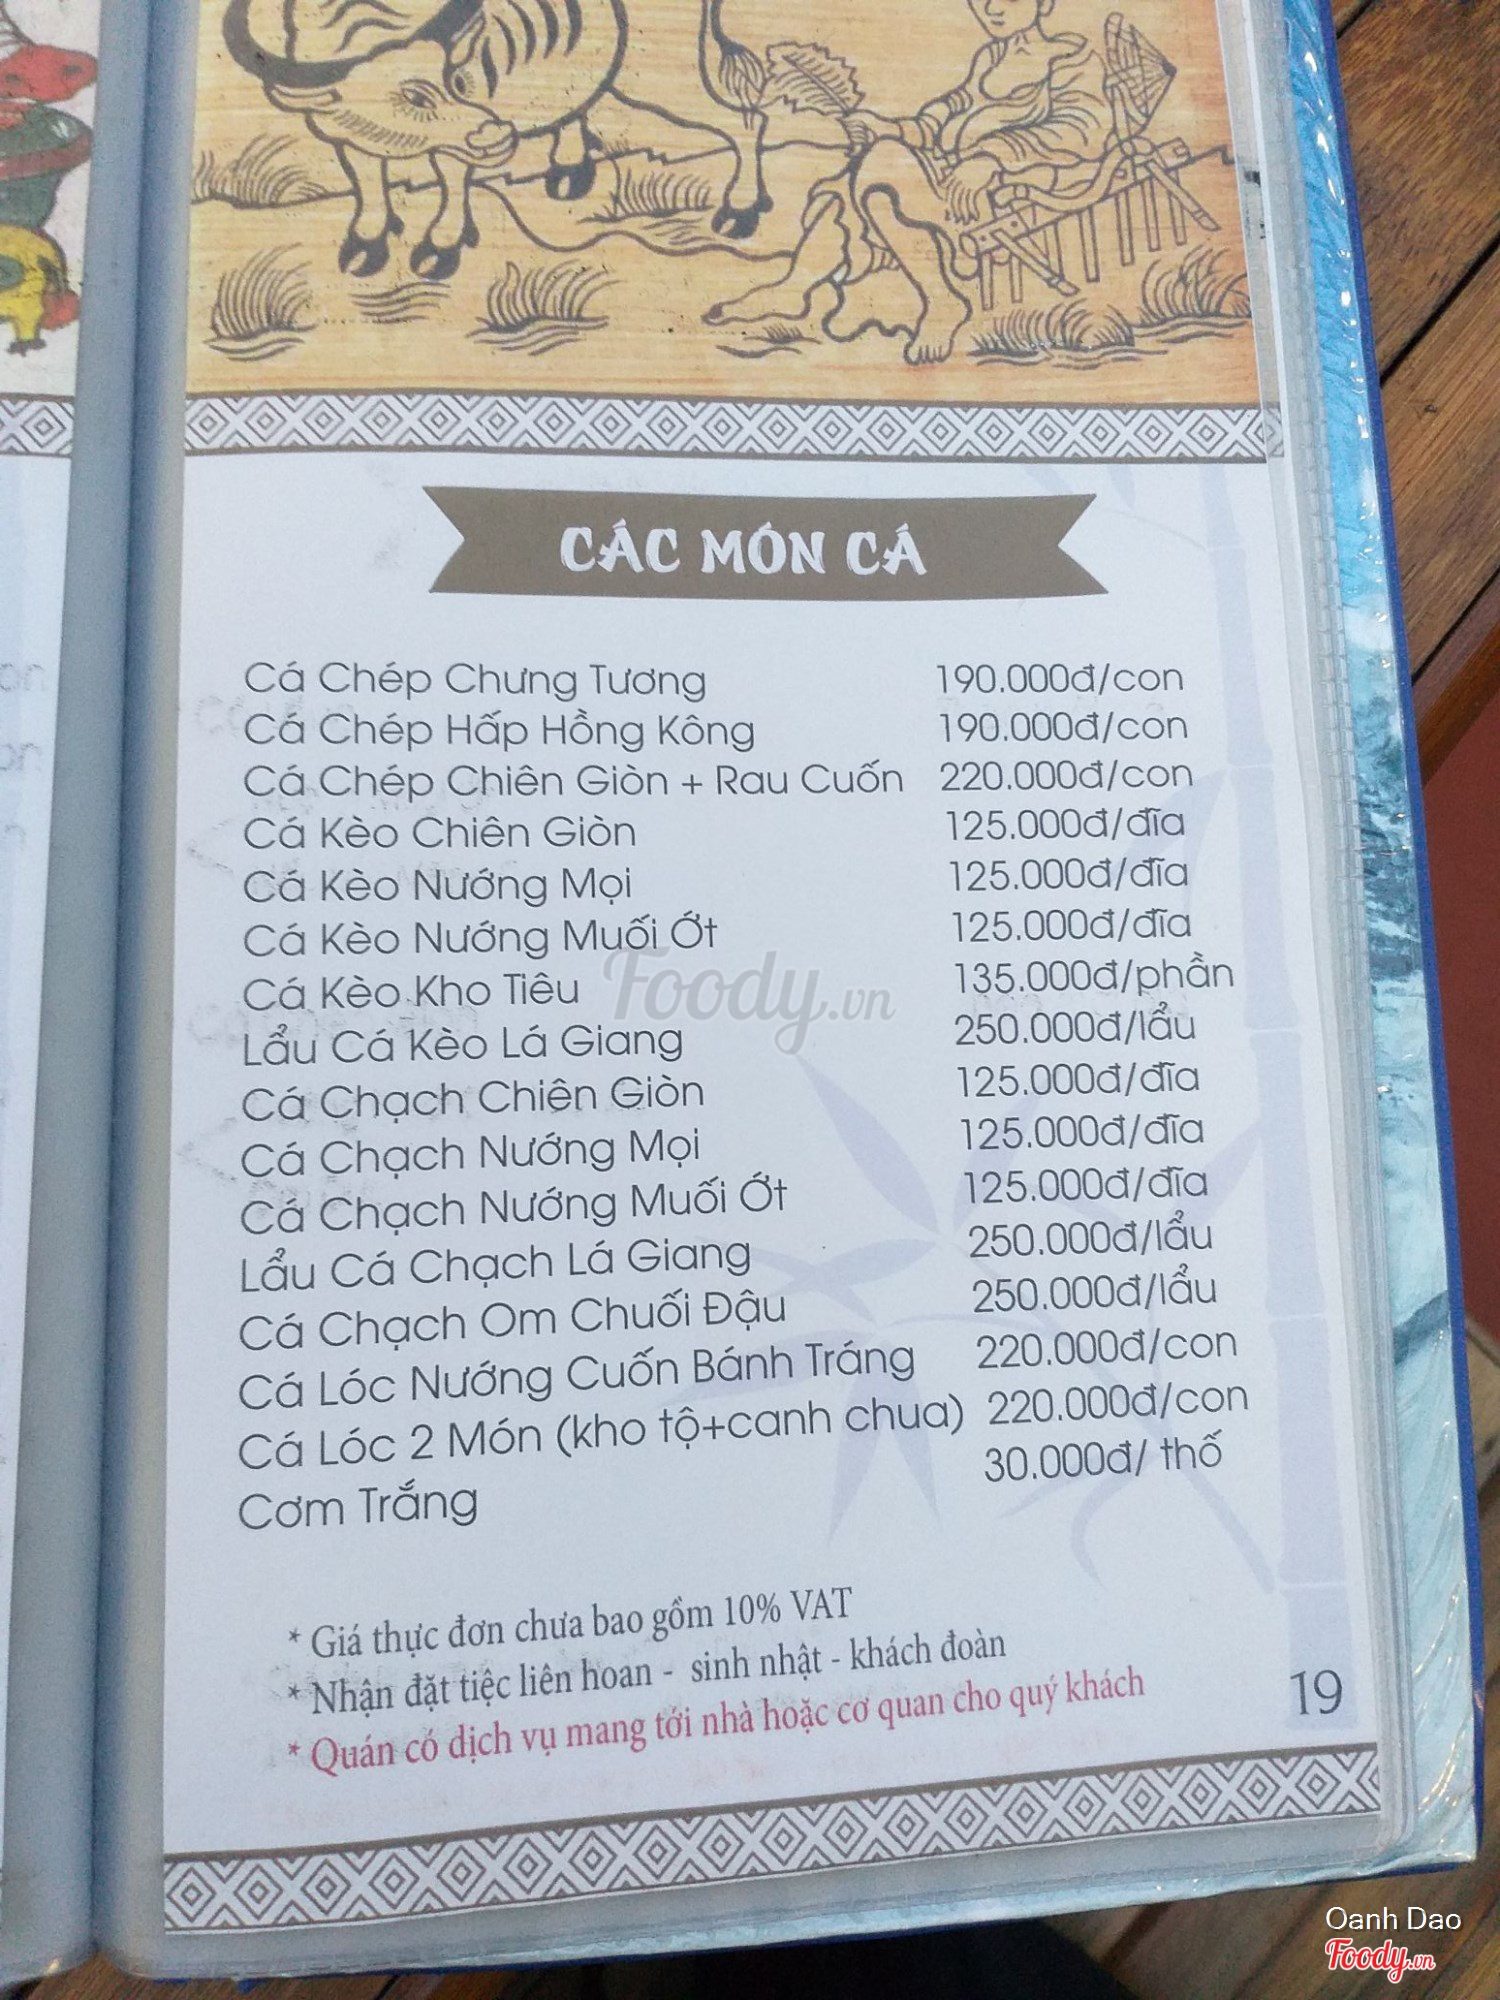 CÁC MÓN CÁ
Cá Chép Chưng Tương 190.000đ/con
Cá Chép Hấp Hồng Kông 190.000đ/con
Cá Chép Chiên Giòn + Rau Cuốn 220.000đ/con
Cá Kèo Chiên Giòn 125.000đ/đĩa
Cá Kèo Nướng Mọi 125.000đ/đĩa
Cá Kèo Nướng Muối Ớt 125.000đ/đĩa
Cá Kèo Kho Tiêu 135.000đ/phần
Lẩu Cá Kèo Lá Giang 250.000đ/lẩu
Cá Chạch Chiên Giòn 125.000đ/đĩa
Cá Chạch Nướng Mọi 125.000đ/đĩa
Cá Chạch Nướng Muối Ớt 125.000đ/đĩa
Lẩu Cá Chạch Lá Giang 250.000đ/lẩu
Cá Chạch Om Chuối Đậu 250.000đ/lẩu
Cá Lóc Nướng Cuốn Bánh Tráng 220.000đ/con
Cá Lóc 2 Món (kho tộ+canh chua) 220.000đ/con
Cơm Trắng 30.000đ/ thố
* Giá thực đơn chưa bao gồm 10% VAT
* Nhận đặt tiệc liên hoan - sinh nhật - khách đoàn
* Quán có dịch vụ mang tới nhà hoặc cơ quan cho quý khách
19
Foody.vn
Oanh Dao
Foody.vn